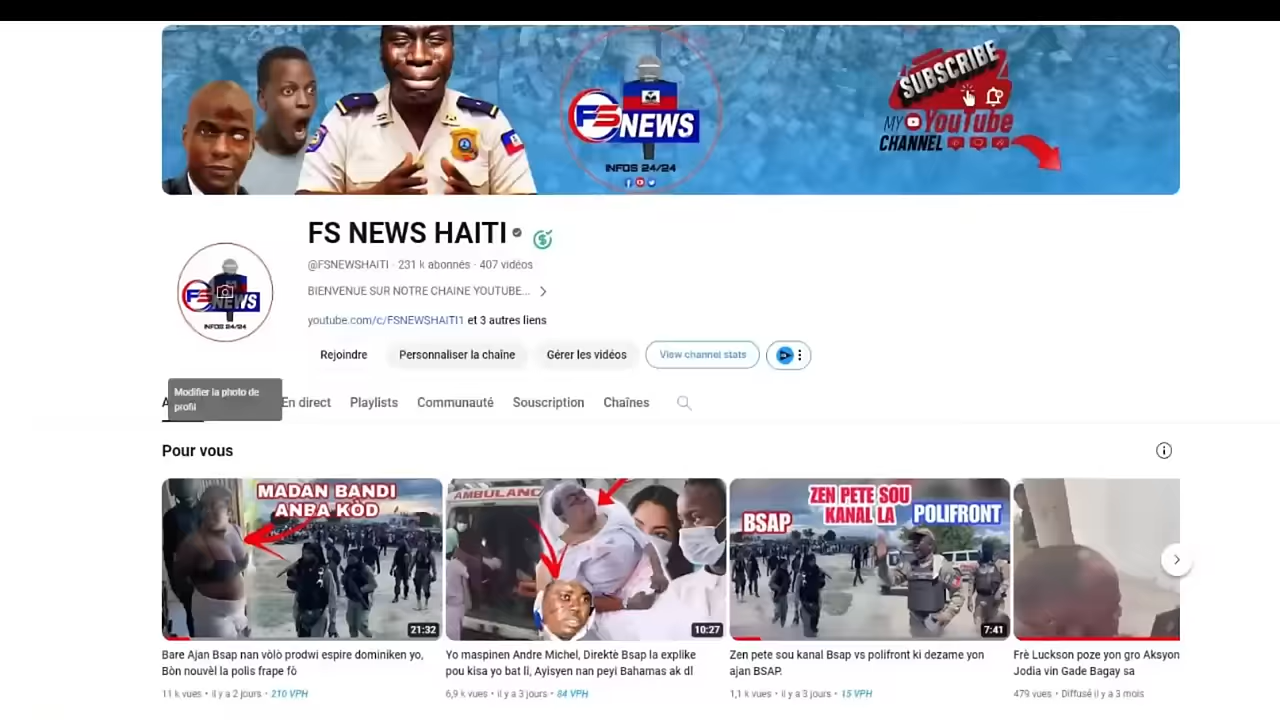 SUBSCRIBE
MY YouTube
CHANNEL
FS NEWS
INFOS 24/24
FS NEWS HAITI
@FSNEWSHAITI · 231 k abonnés · 407 vidéos
BIENVENUE SUR NOTRE CHAINE YOUTUBE...
youtube.com/c/FSNEWSHAITI1 et 3 autres liens
FS NEWS
INFOS 24/24
Rejoindre Personnaliser la chaîne Gérer les vidéos View channel stats
Modifier la photo de
profil
En direct Playlists Communauté Souscription Chaînes
Pour vous
MADAN BANDI
ANBA KÒD
21:32
AMBULANC
10:27
ZEN PETE SOU
KANAL LA
BSAP
POLIFRONT
7:41
Bare Ajan Bsap nan vòlò prodwi espire dominiken yo,
Bòn nouvèl la polis frape fò
11 k vues • il y a 2 jours • 210 VPH
Yo maspinen Andre Michel, Direktè Bsap la explike
pou kisa yo bat li, Ayisyen nan peyi Bahamas ak dl
6,9 k vues • il y a 3 jours • 84 VPH
Zen pete sou kanal Bsap vs polifront ki dezame yon
ajan BSAP.
1,1 k vues • il y a 3 jours • 15 VPH
Frè Luckson poze yon gro Aksyon
Jodia vin Gade Bagay sa
479 vues • Diffusé il y a 3 mois